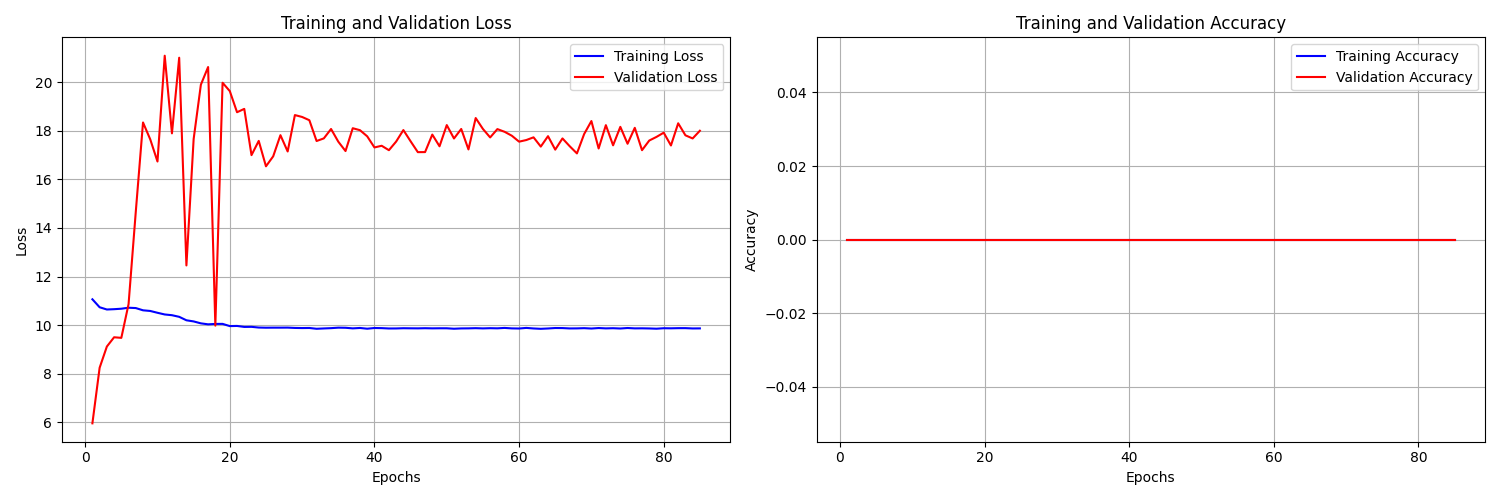 Training and Validation Loss
Training Loss
Validation Loss
20
18
16
14
12
10
8
6
Loss
0
20
40
60
80
Epochs
Training and Validation Accuracy
Training Accuracy
Validation Accuracy
0.04
0.02
0.00
−0.02
−0.04
Accuracy
0
20
40
60
80
Epochs